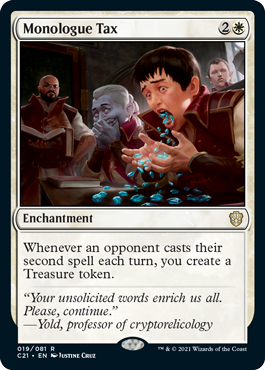 Monologue Tax 2
Enchantment
Whenever an opponent casts their
second spell each turn, you create a
Treasure token.
“Your unsolicited words enrich us all.
Please, continue.”
—Yold, professor of cryptorelicology
019/081 R
C21 • EN Justine Cruz
™ & © 2021 Wizards of the Coast